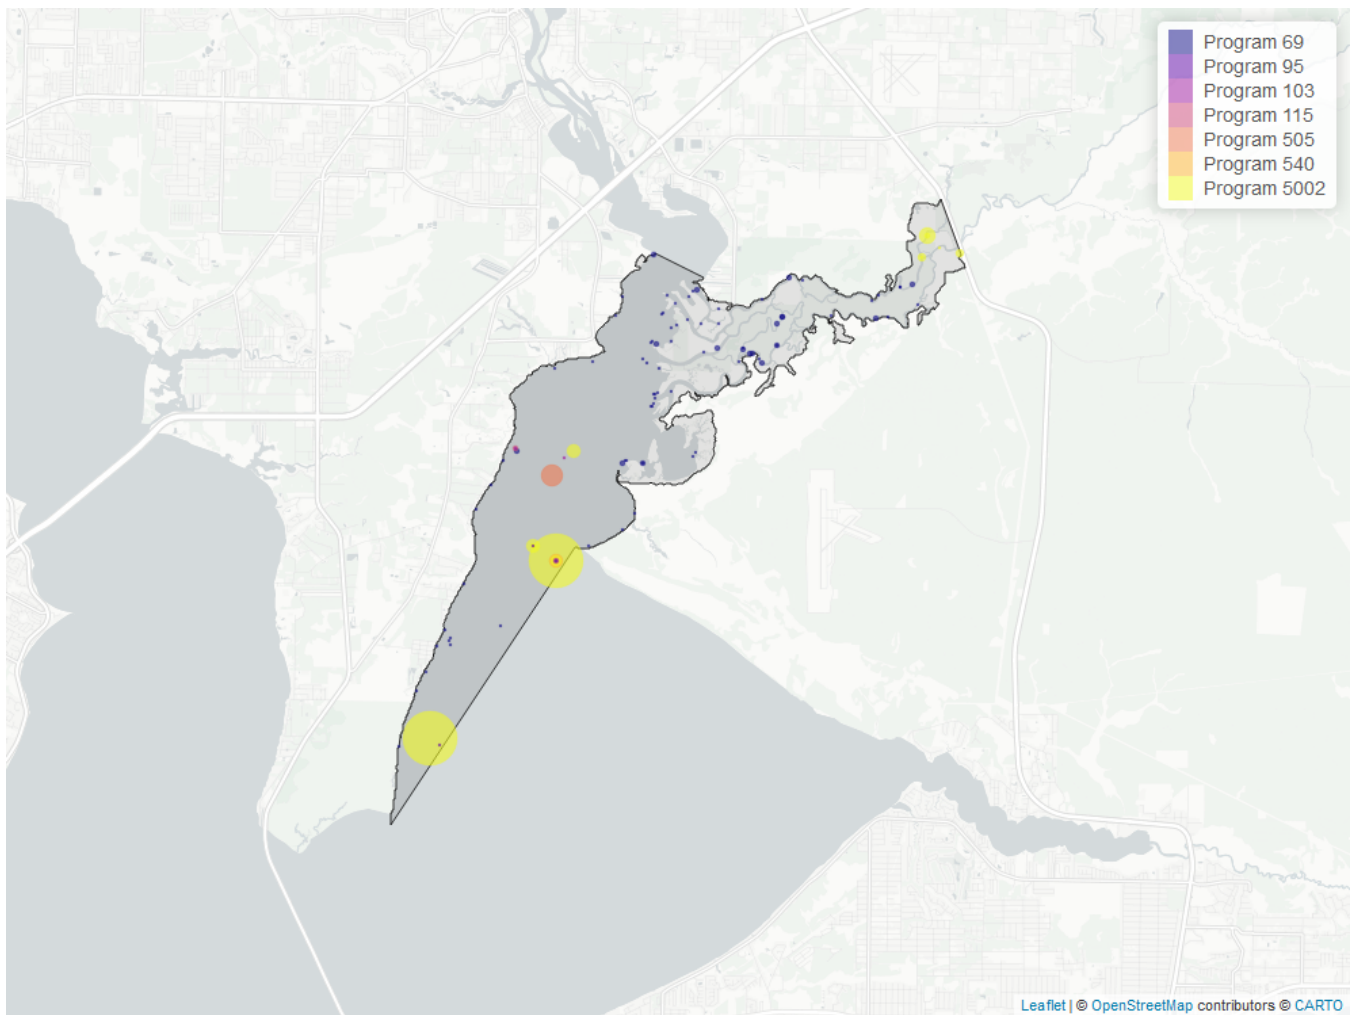 Program 69
Program 95
Program 103
Program 115
Program 505
Program 540
Program 5002
Leaflet | © OpenStreetMap contributors © CARTO